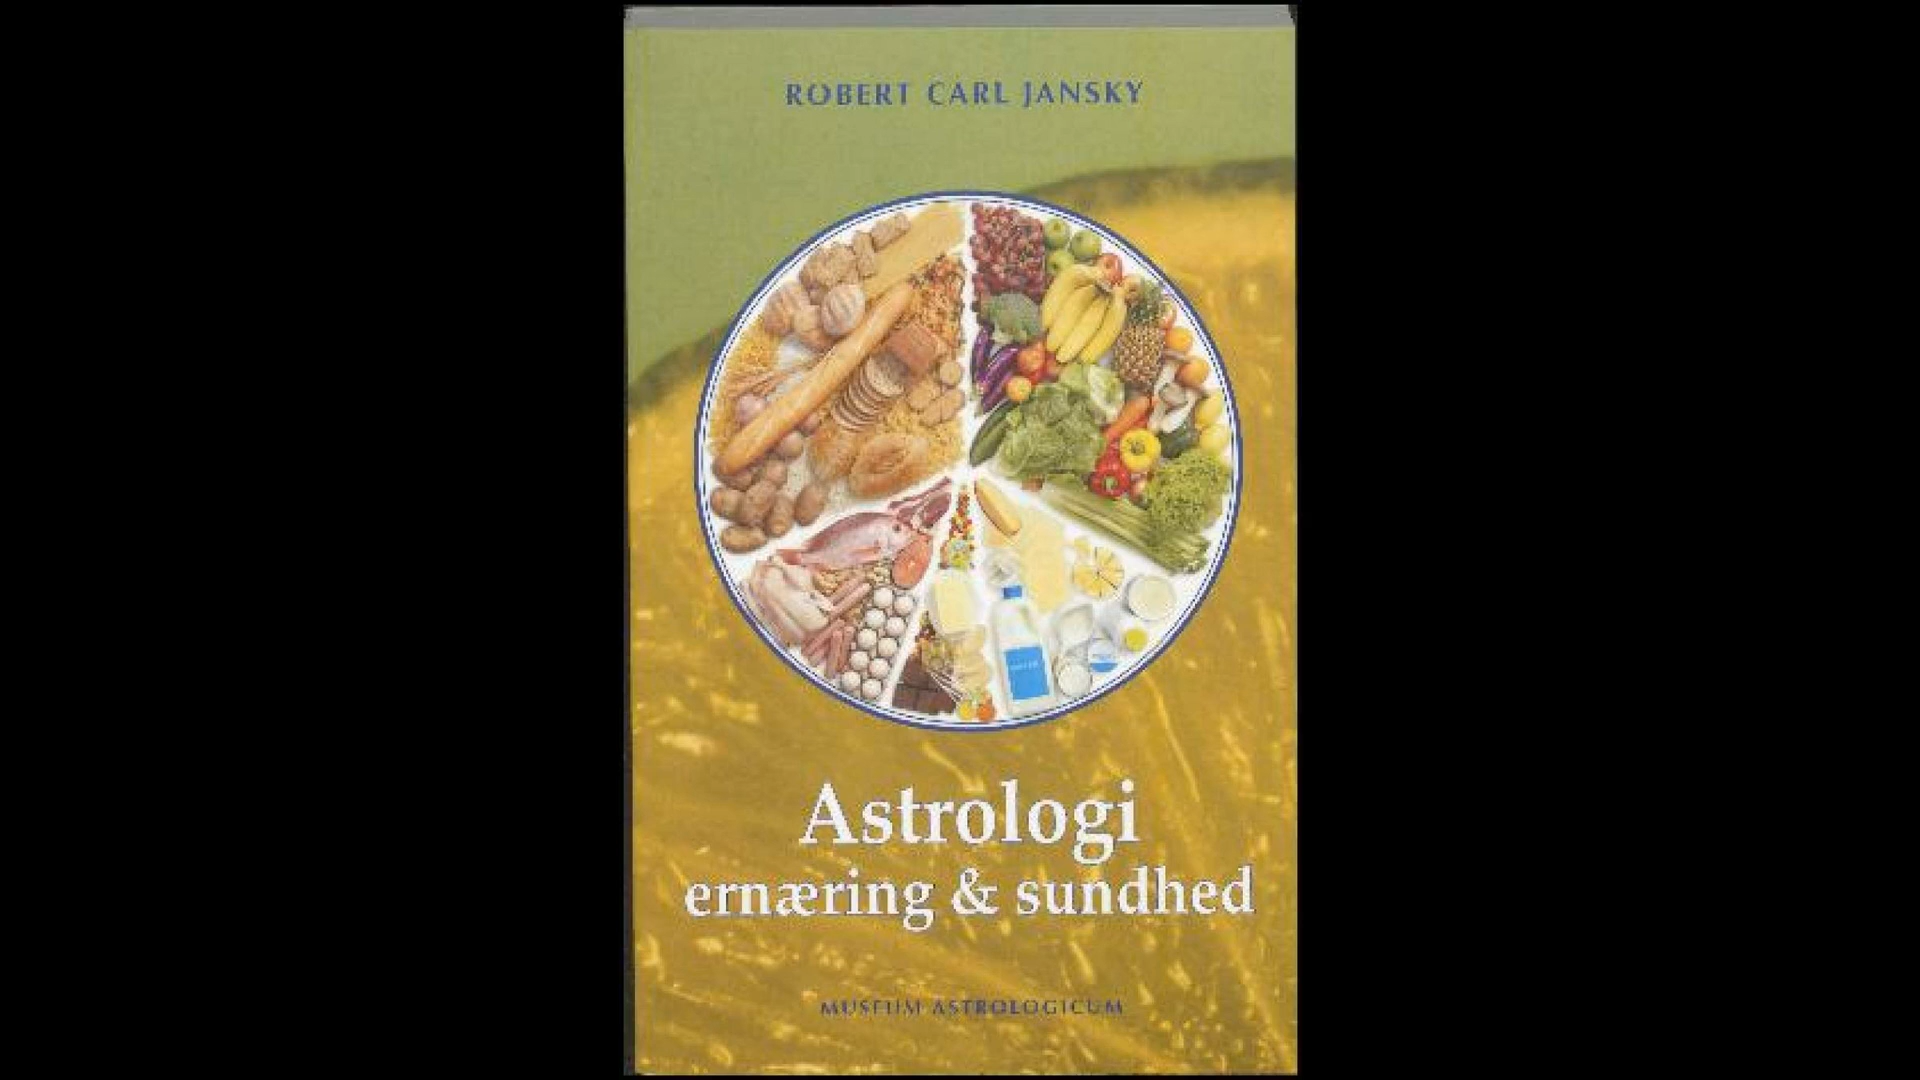 ROBERT CARL JANSKY
Astrologi
ernæring & sundhed
MUSEUM ASTROLOGICUM